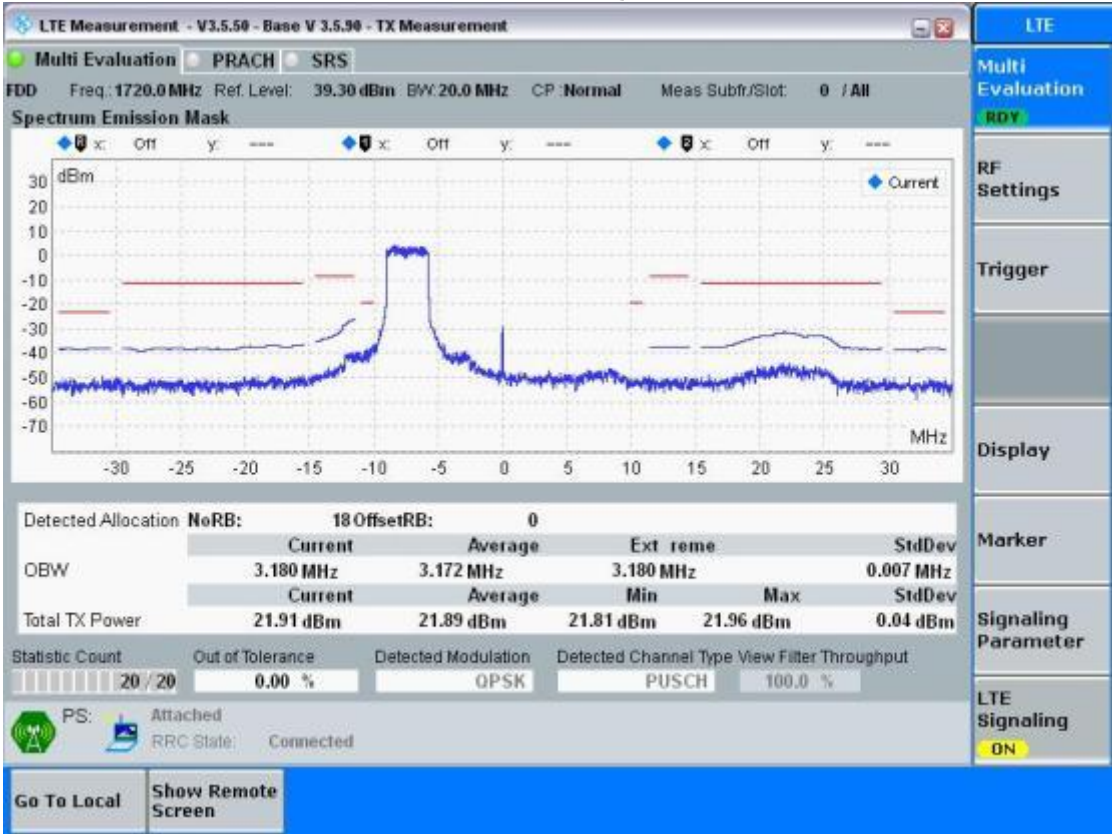 LTE Measurement - V3.5.50 - Base V 3.5.90 - TX Measurement
LTE
Multi Evaluation PRACH SRS
Multi
Evaluation
RDY
FDD Freq.: 1720.0 MHz Ref. Level: 39.30 dBm BW: 20.0 MHz CP :Normal Meas Subfr./Slot: 0 / All
Spectrum Emission Mask
x: Off y: --- x: Off y: --- x: Off y: ---
dBm
Current
30
20
10
0
-10
-20
-30
-40
-50
-60
-70
MHz
-30 -25 -20 -15 -10 -5 0 5 10 15 20 25 30
RF
Settings
Trigger
Display
Marker
Signaling
Parameter
LTE
Signaling
ON
Detected Allocation NoRB: 18 OffsetRB: 0
Current Average Ext reme StdDev
OBW 3.180 MHz 3.172 MHz 3.180 MHz 0.007 MHz
Current Average Min Max StdDev
Total TX Power 21.91 dBm 21.89 dBm 21.81 dBm 21.96 dBm 0.04 dBm
Statistic Count Out of Tolerance Detected Modulation Detected Channel Type View Filter Throughput
20 / 20 0.00 % QPSK PUSCH 100.0 %
PS: Attached
RRC State: Connected
Go To Local
Show Remote
Screen